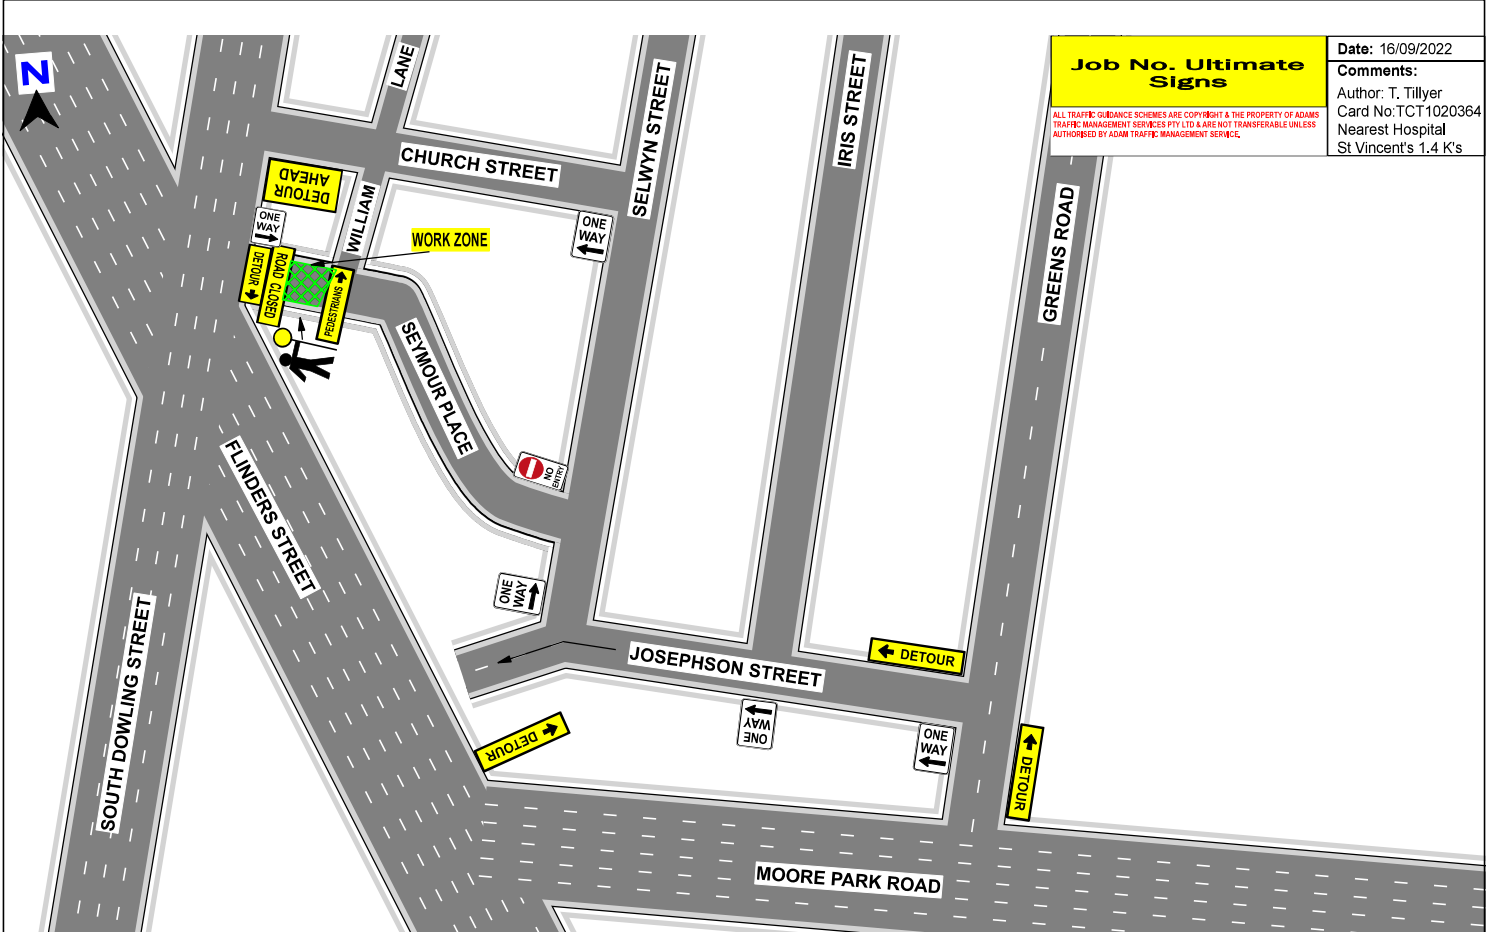 N
LANE
Job No. Ultimate
Signs
ALL TRAFFIC GUIDANCE SCHEMES ARE COPYRIGHT & THE PROPERTY OF ADAMS
TRAFFIC MANAGEMENT SERVICES PTY LTD & ARE NOT TRANSFERABLE UNLESS
AUTHORISED BY ADAM TRAFFIC MANAGEMENT SERVICE.
Date: 16/09/2022
Comments:
Author: T. Tillyer
Card No:TCT1020364
Nearest Hospital
St Vincent's 1.4 K's
CHURCH STREET
SELWYN STREET
IRIS STREET
GREENS ROAD
DETOUR
AHEAD
WILLIAM
ONE
WAY
WORK ZONE
ONE
WAY
DETOUR
ROAD CLOSED
PEDESTRIANS
SEYMOUR PLACE
NO
ENTRY
FLINDERS STREET
ONE
WAY
SOUTH DOWLING STREET
JOSEPHSON STREET
DETOUR
ONE
WAY
ONE
WAY
DETOUR
DETOUR
MOORE PARK ROAD